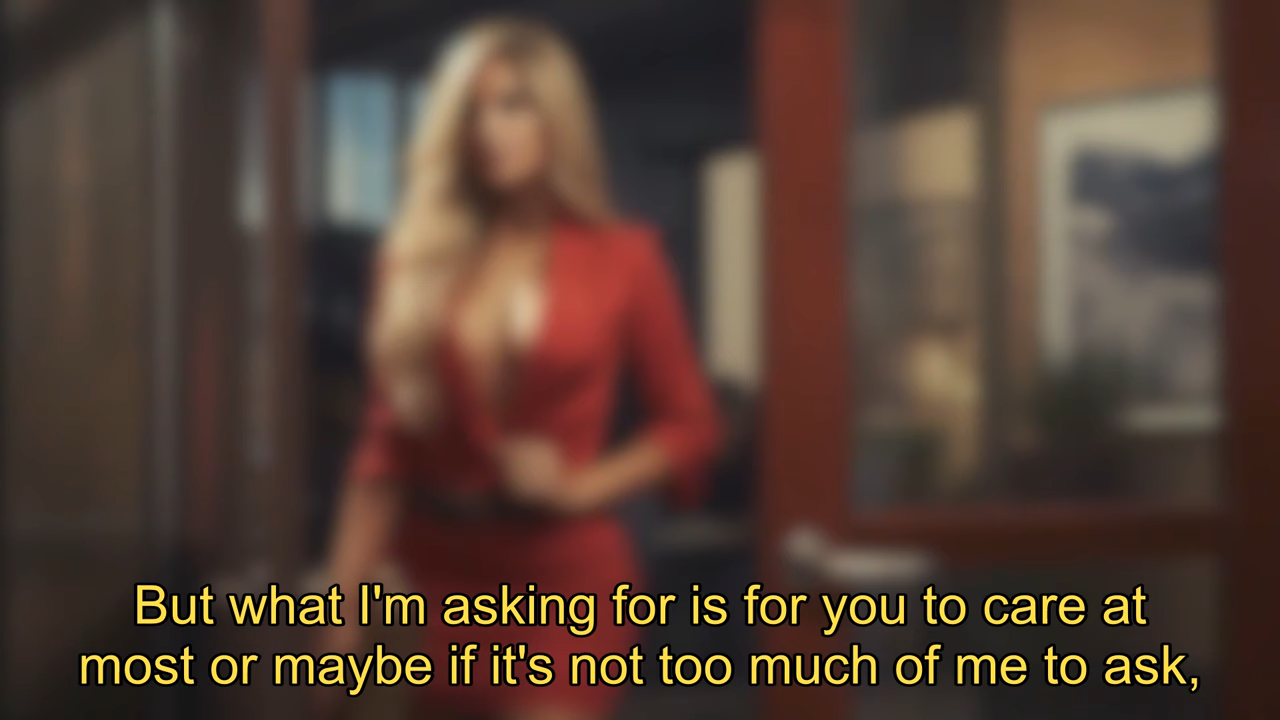 But what I'm asking for is for you to care at
most or maybe if it's not too much of me to ask,